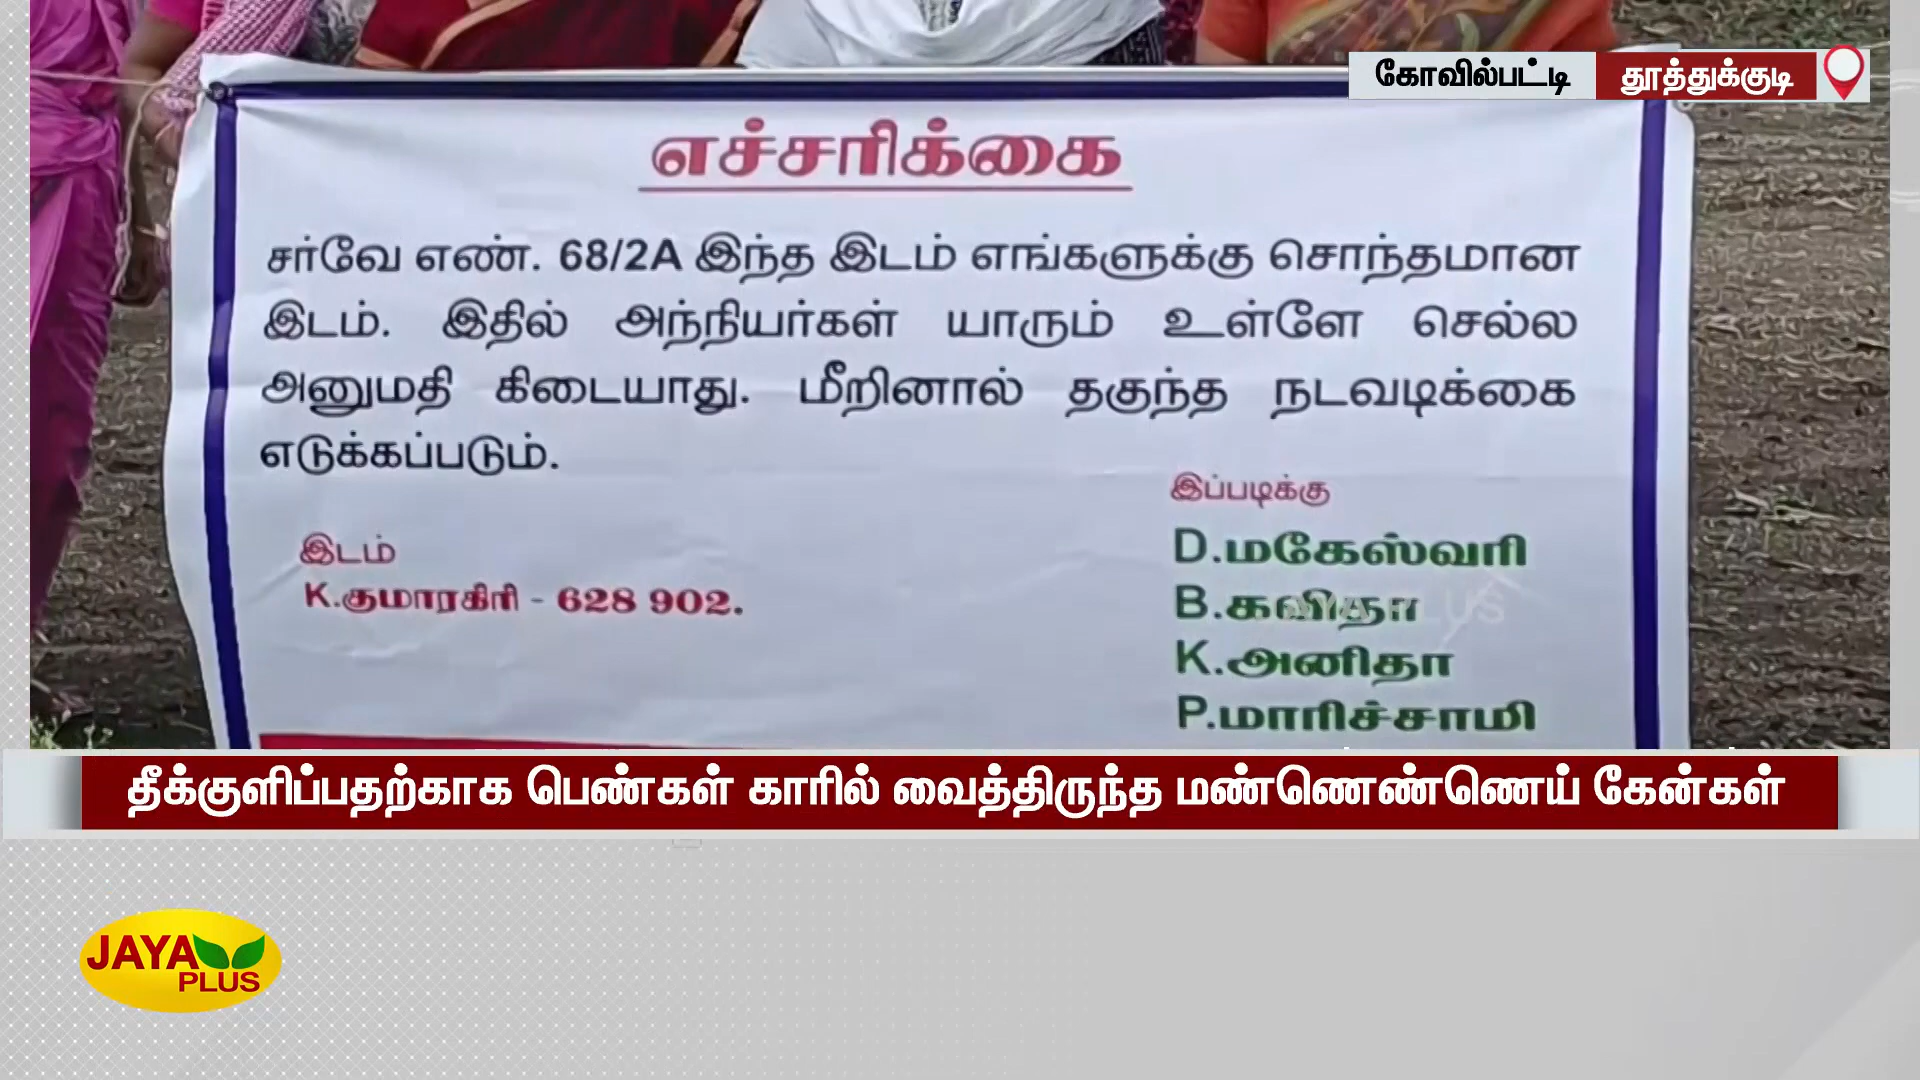 கோவில்பட்டி தூத்துக்குடி
எச்சரிக்கை
சர்வே எண். 68/2A இந்த இடம் எங்களுக்கு சொந்தமான
இடம். இதில் அந்நியர்கள் யாரும் உள்ளே செல்ல
அனுமதி கிடையாது. மீறினால் தகுந்த நடவடிக்கை
எடுக்கப்படும்.
இப்படிக்கு
இடம்
K.குமாரகிரி - 628 902.
D.மகேஸ்வரி
B.கவிதா
K.அனிதா
P.மாரிச்சாமி
JAYA PLUS
தீக்குளிப்பதற்காக பெண்கள் காரில் வைத்திருந்த மண்ணெண்ணெய் கேன்கள்
JAYA
PLUS